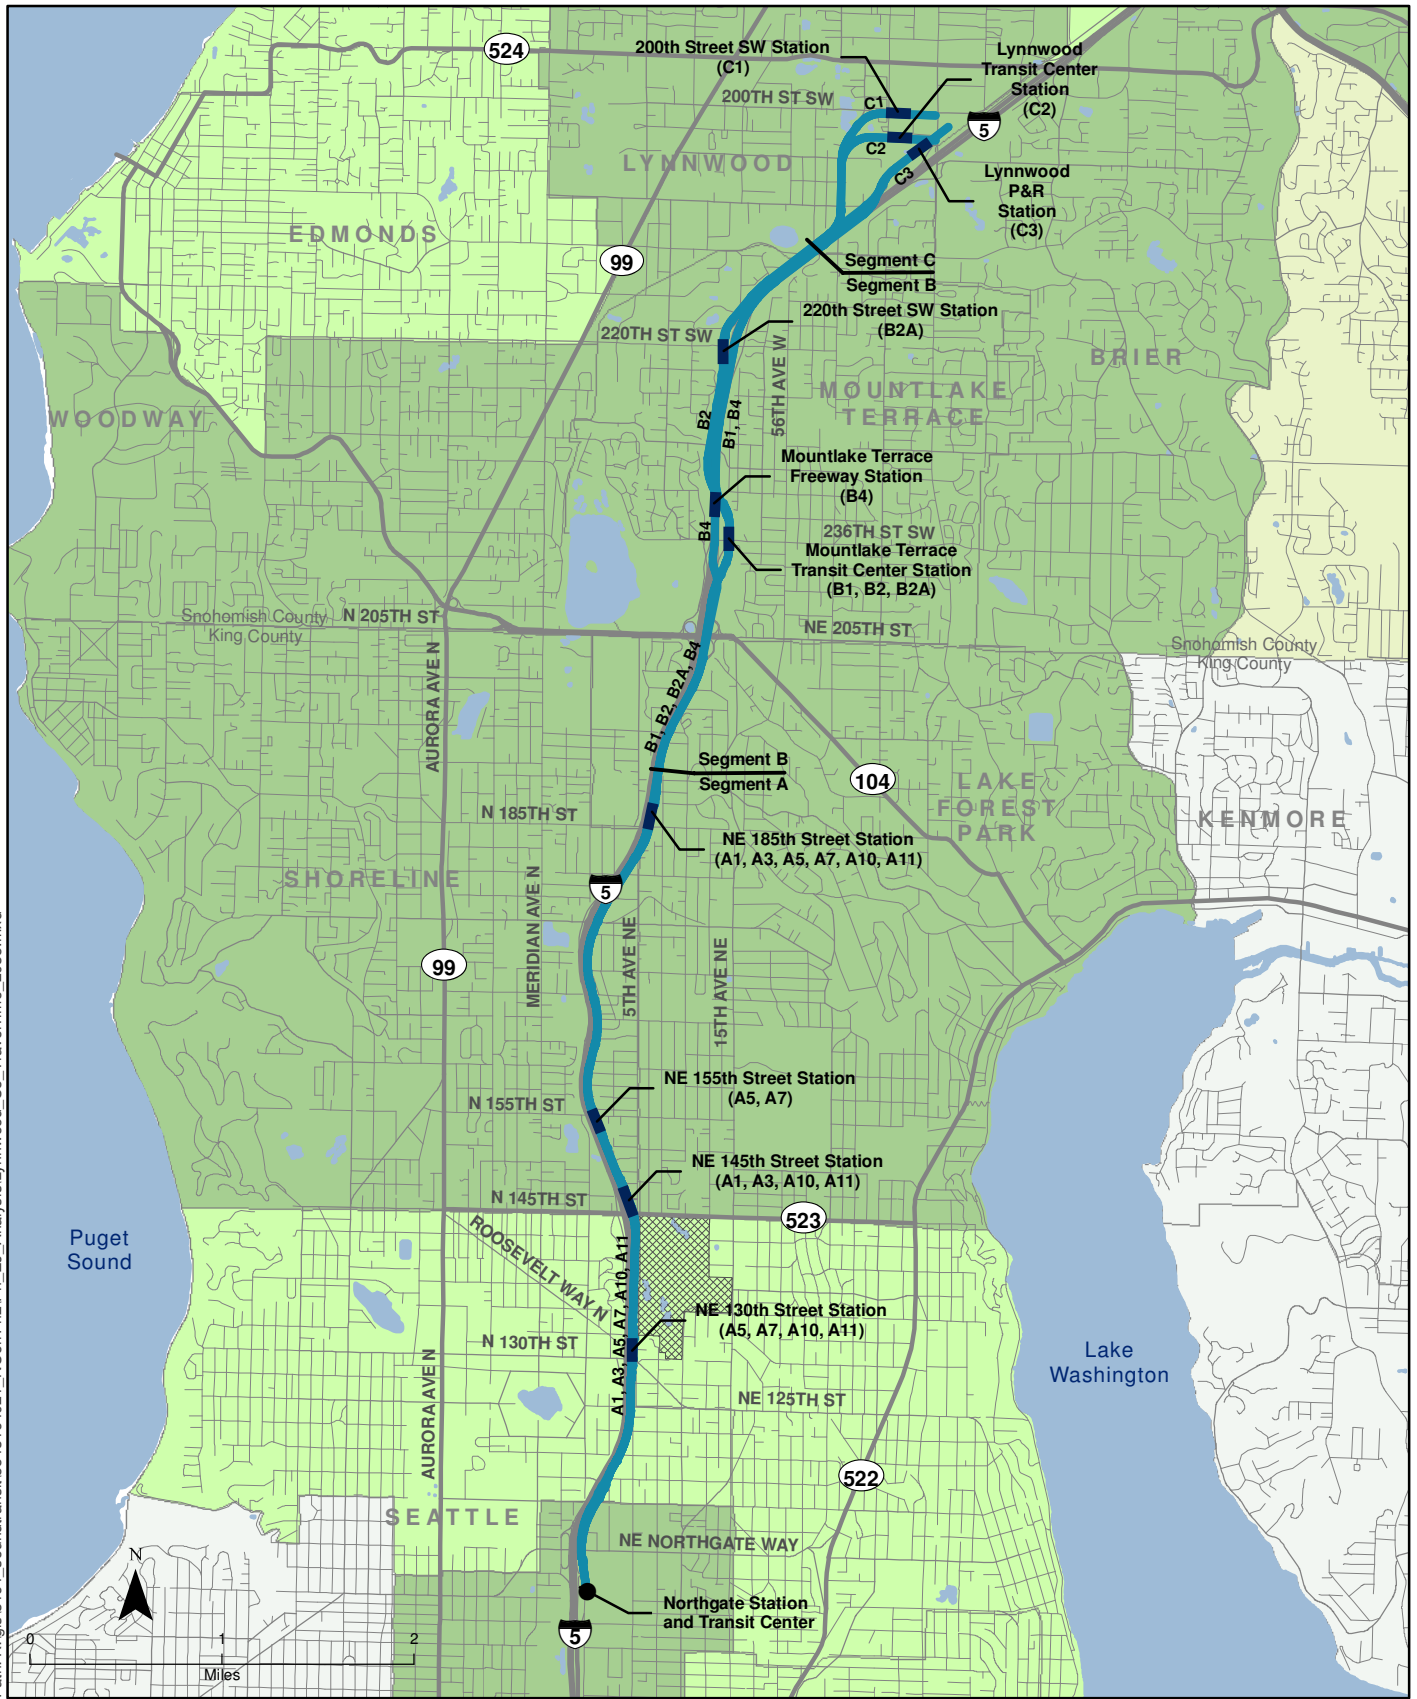 524
200th Street SW Station
(C1)
Lynnwood
Transit Center
Station
(C2)
200TH ST SW
C1
5
C2
LYNNWOOD
C3
Lynnwood
P&R
Station
(C3)
EDMONDS
99
Segment C
Segment B
220th Street SW Station
(B2A)
220TH ST SW
56TH AVE W
BRIER
MOUNTLAKE
TERRACE
WOODWAY
B2
B1, B4
Mountlake Terrace
Freeway Station
(B4)
B4
236TH ST SW
Mountlake Terrace
Transit Center Station
(B1, B2, B2A)
Snohomish County
King County
N 205TH ST
NE 205TH ST
Snohomish County
King County
AURORA AVE N
B1, B2, B2A, B4
Segment B
Segment A
104
LAKE
FOREST
PARK
KENMORE
N 185TH ST
NE 185th Street Station
(A1, A3, A5, A7, A10, A11)
SHORELINE
5
MERIDIAN AVE N
5TH AVE NE
15TH AVE NE
99
NE 155th Street Station
(A5, A7)
N 155TH ST
NE 145th Street Station
(A1, A3, A10, A11)
N 145TH ST
523
ROOSEVELT WAY N
Puget
Sound
A1, A3, A5, A7, A10, A11
NE 130th Street Station
(A5, A7, A10, A11)
N 130TH ST
Lake
Washington
AURORA AVE N
NE 125TH ST
522
SEATTLE
NE NORTHGATE WAY
N
Northgate Station
and Transit Center
5
0 1 2
Miles